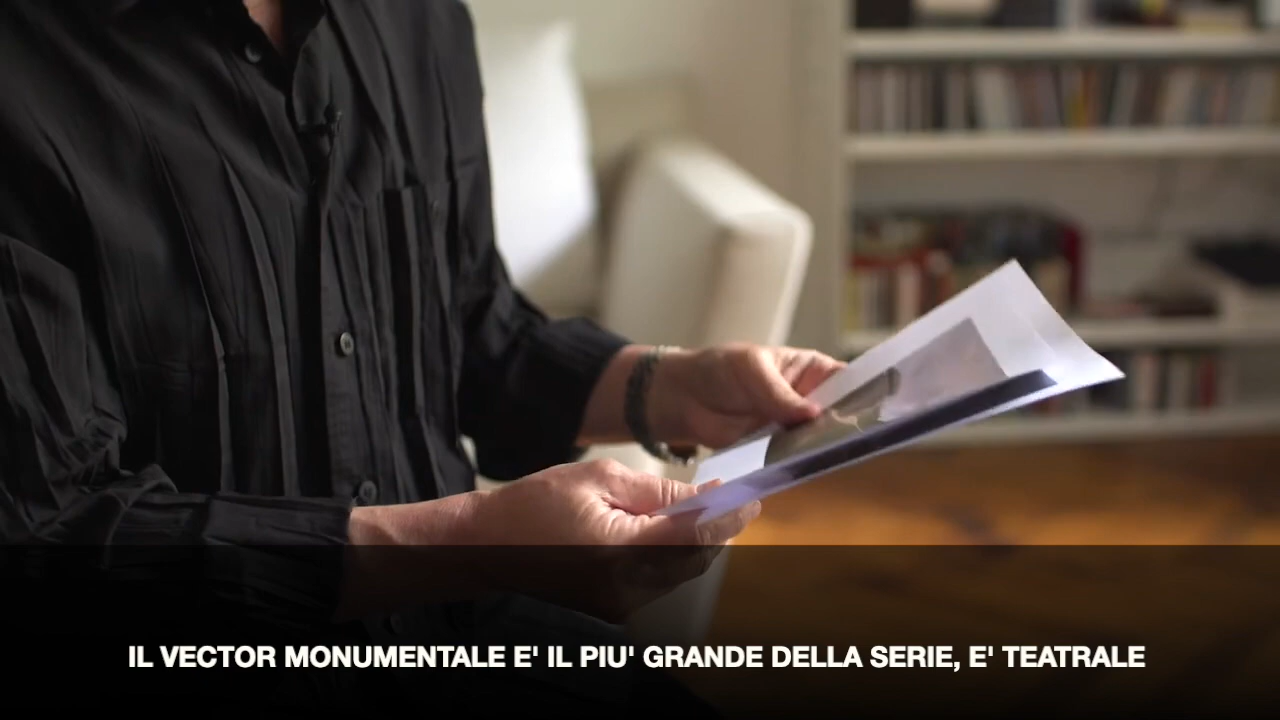 IL VECTOR MONUMENTALE E' IL PIU' GRANDE DELLA SERIE, E' TEATRALE